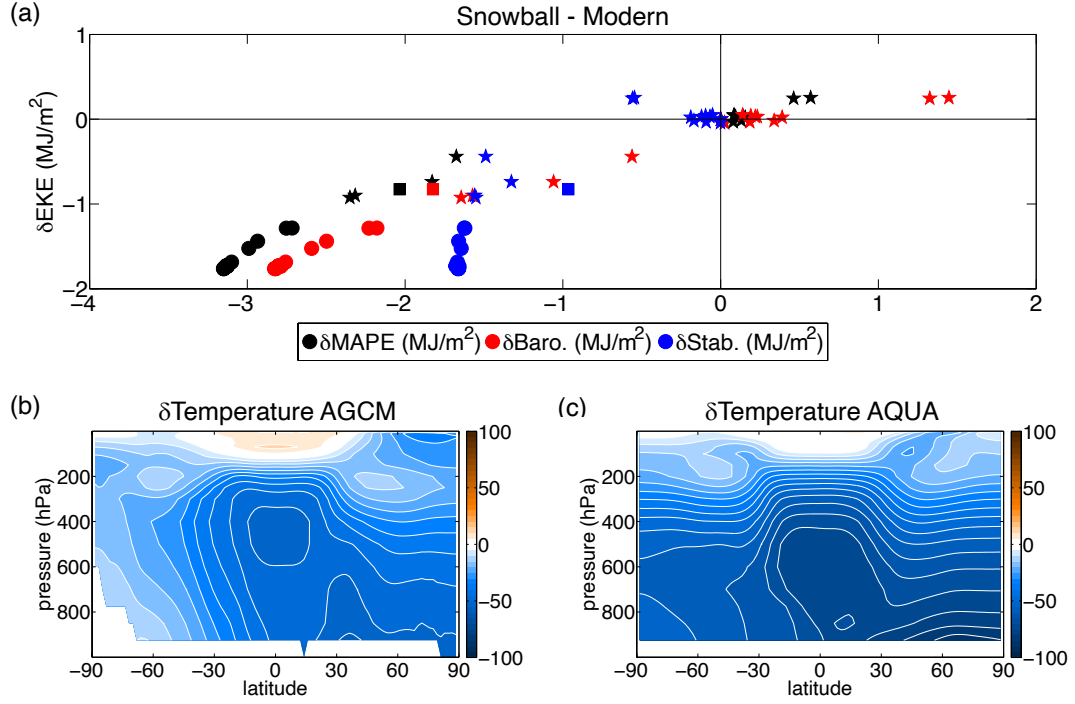 (a)
Snowball - Modern
δEKE (MJ/m²)
1
0
−1
−2
−4 −3 −2 −1 0 1 2
δMAPE (MJ/m²) δBaro. (MJ/m²) δStab. (MJ/m²)
(b)
δTemperature AGCM
pressure (hPa)
200
400
600
800
−90 −60 −30 0 30 60 90
latitude
100
50
0
−50
−100
(c)
δTemperature AQUA
pressure (hPa)
200
400
600
800
−90 −60 −30 0 30 60 90
latitude
100
50
0
−50
−100